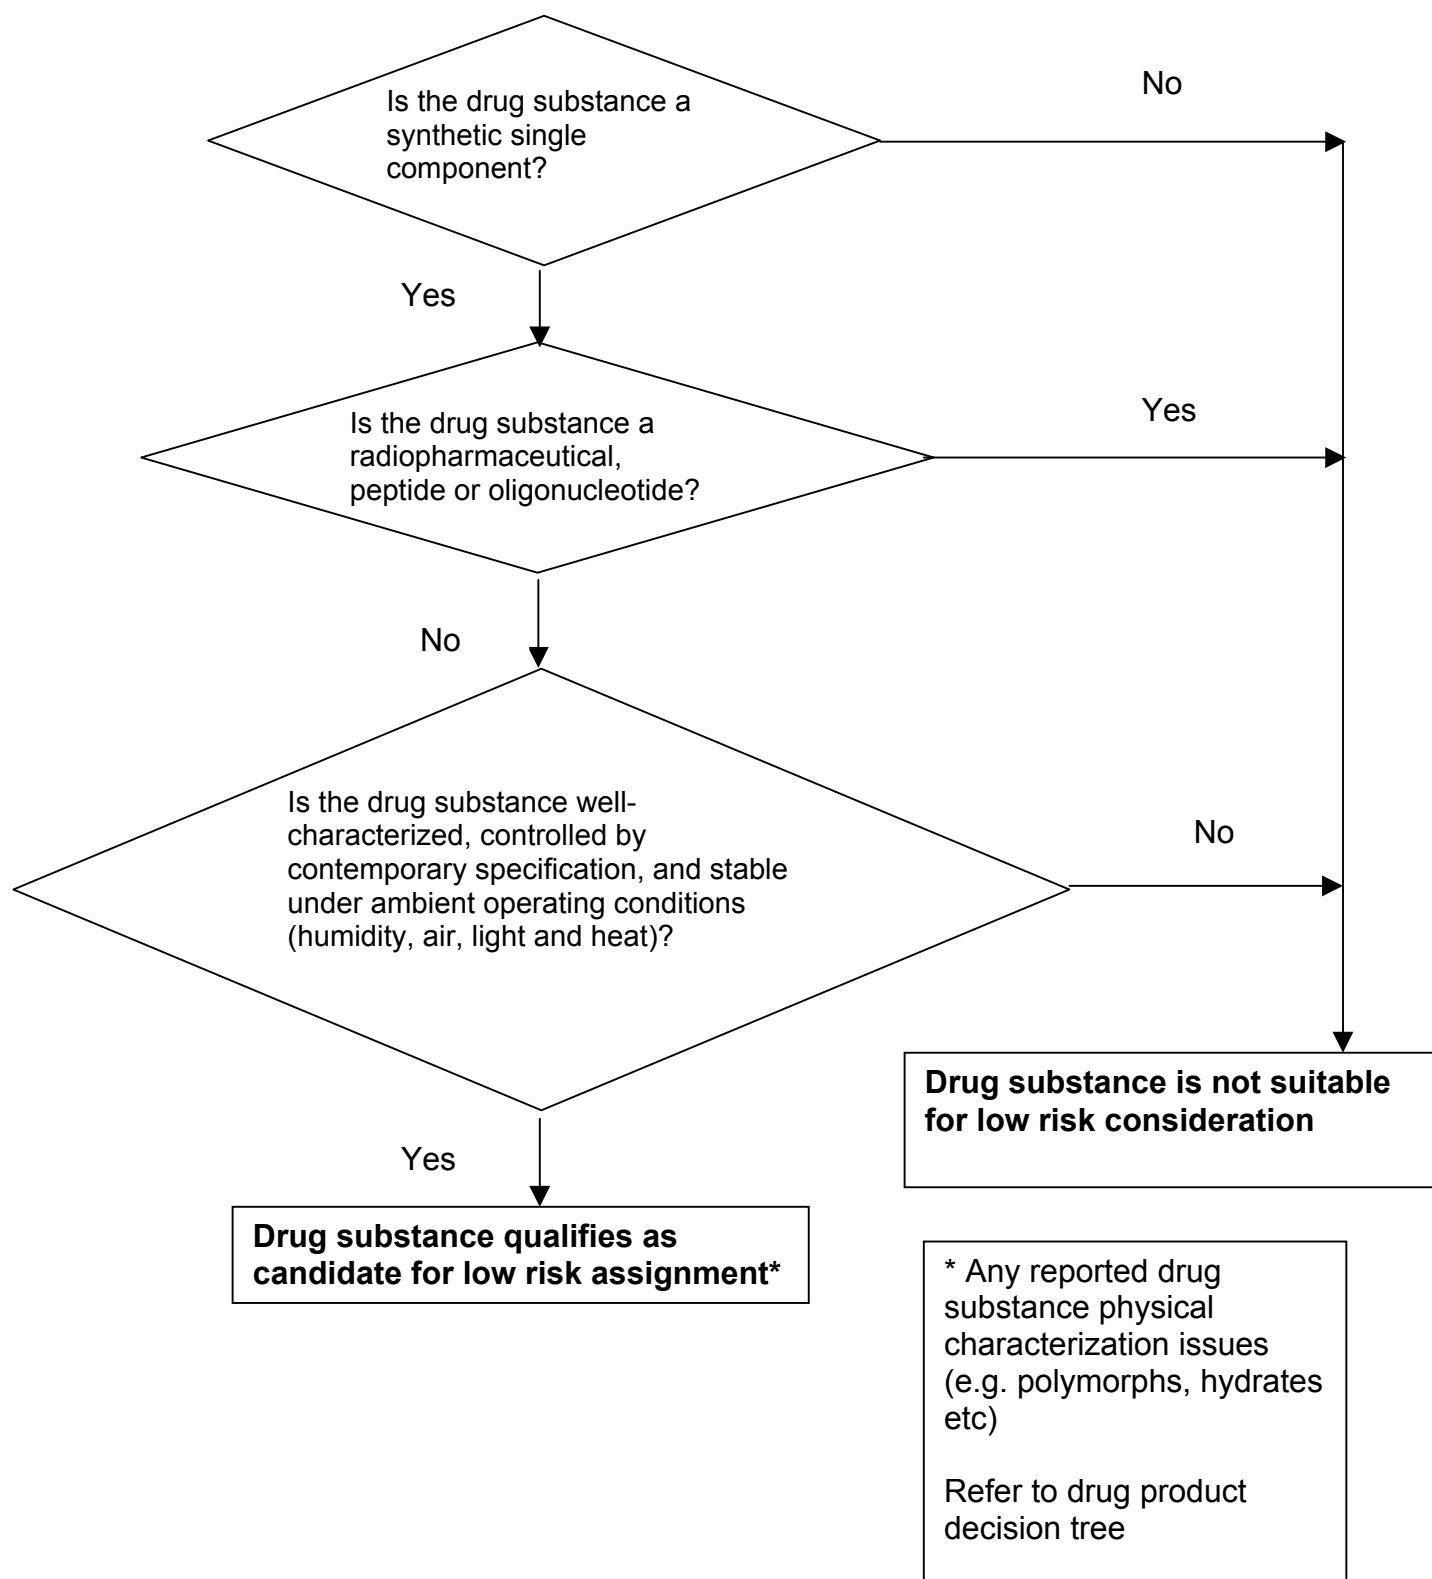 Is the drug substance a
synthetic single
component?
No
Yes
Is the drug substance a
radiopharmaceutical,
peptide or oligonucleotide?
Yes
No
Is the drug substance well-
characterized, controlled by
contemporary specification, and stable
under ambient operating conditions
(humidity, air, light and heat)?
No
Yes
Drug substance is not suitable
for low risk consideration
Drug substance qualifies as
candidate for low risk assignment*
* Any reported drug
substance physical
characterization issues
(e.g. polymorphs, hydrates
etc)
Refer to drug product
decision tree